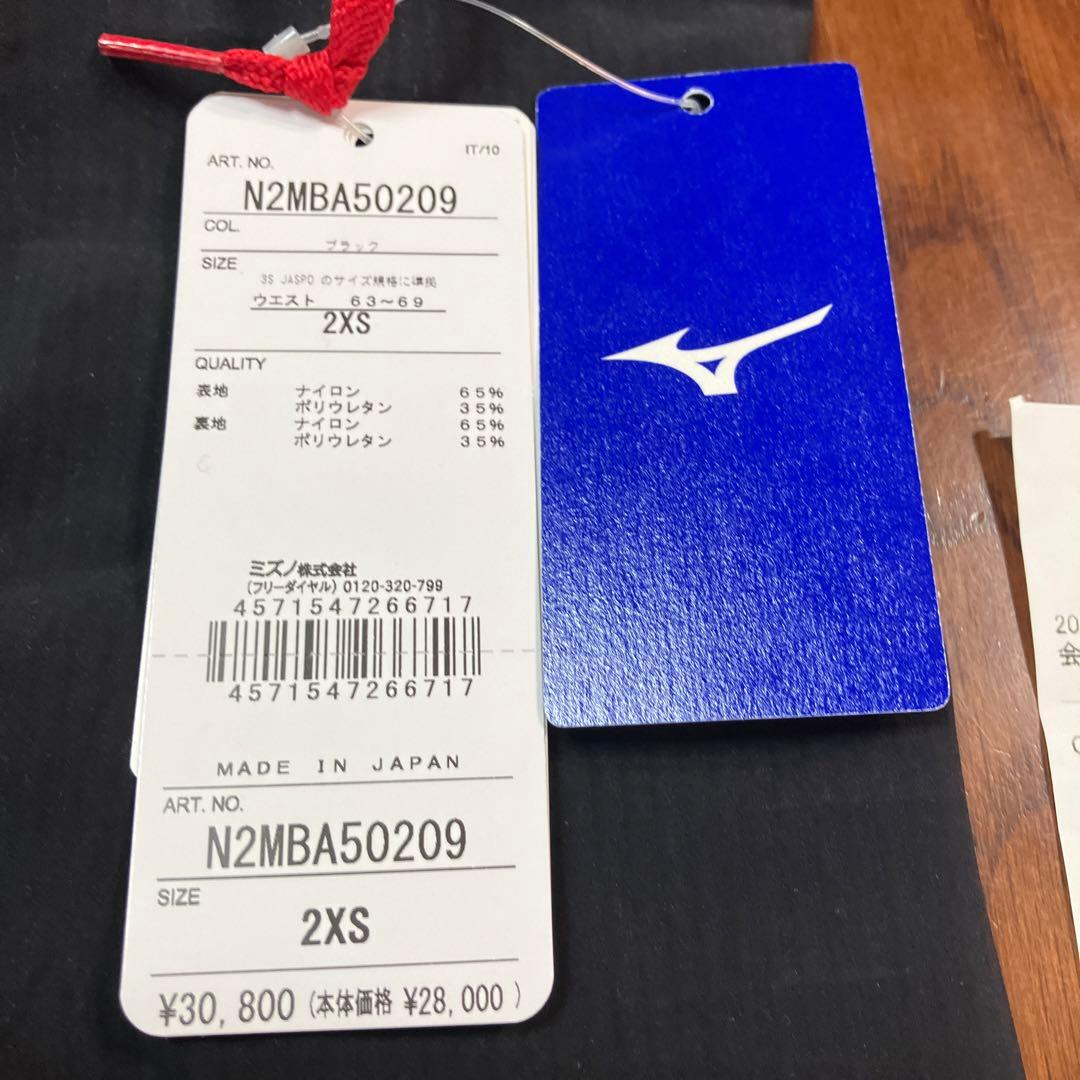 IT/10
ART. NO.
N2MBA50209
COL.
ブラック
SIZE
3S JASPO のサイズ規格に準拠
ウエスト 63～69
2XS
QUALITY
表地 ナイロン 65%
ポリウレタン 35%
裏地 ナイロン 65%
ポリウレタン 35%
ミズノ株式会社
(フリーダイヤル) 0120-320-799
4571547266717
4571547266717
MADE IN JAPAN
ART. NO.
N2MBA50209
SIZE
2XS
¥30,800 (本体価格 ¥28,000)
20